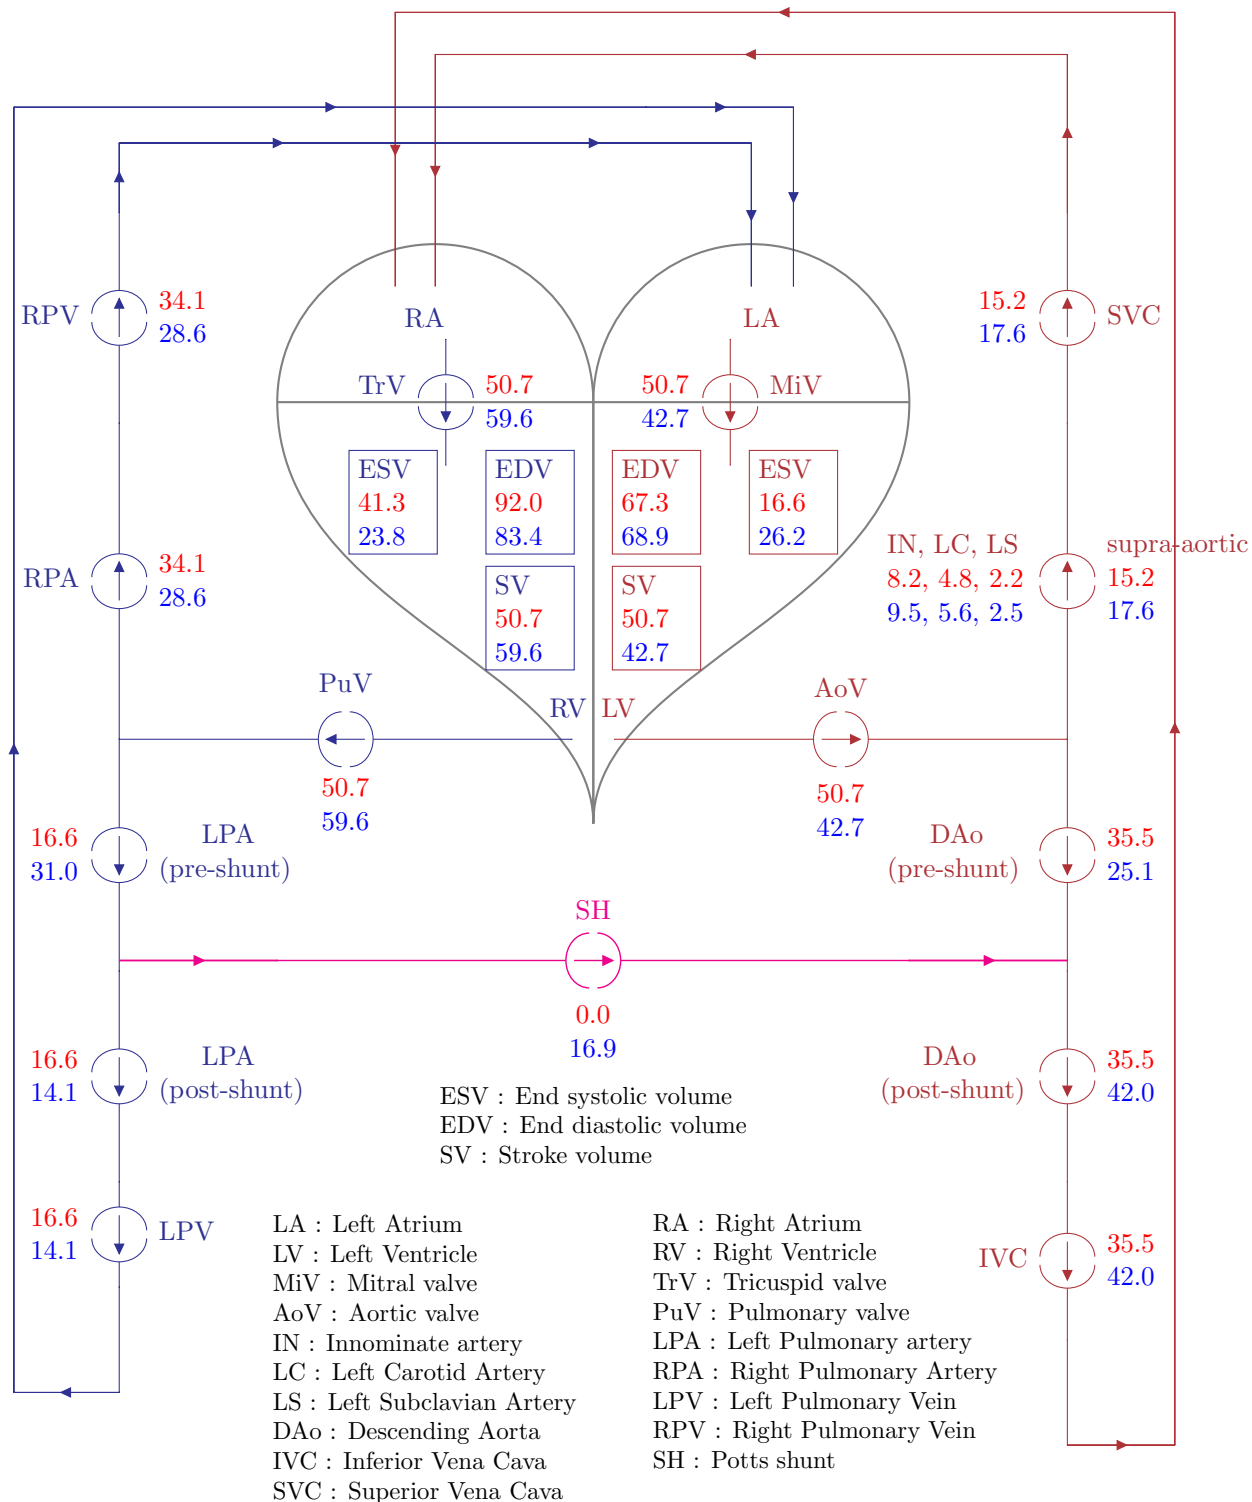 RPV
34.1
28.6
RA
LA
15.2
17.6
SVC
TrV
50.7
59.6
50.7
42.7
MiV
ESV
41.3
23.8
EDV
92.0
83.4
EDV
67.3
68.9
ESV
16.6
26.2
RPA
34.1
28.6
SV
50.7
59.6
SV
50.7
42.7
IN, LC, LS
8.2, 4.8, 2.2
9.5, 5.6, 2.5
supra-aortic
15.2
17.6
PuV
50.7
59.6
RV
LV
AoV
50.7
42.7
16.6
31.0
LPA
(pre-shunt)
DAo
(pre-shunt)
35.5
25.1
SH
0.0
16.9
16.6
14.1
LPA
(post-shunt)
DAo
(post-shunt)
35.5
42.0
ESV : End systolic volume
EDV : End diastolic volume
SV : Stroke volume
16.6
14.1
LPV
IVC
35.5
42.0
LA : Left Atrium
LV : Left Ventricle
MiV : Mitral valve
AoV : Aortic valve
IN : Innominate artery
LC : Left Carotid Artery
LS : Left Subclavian Artery
DAo : Descending Aorta
IVC : Inferior Vena Cava
SVC : Superior Vena Cava
RA : Right Atrium
RV : Right Ventricle
TrV : Tricuspid valve
PuV : Pulmonary valve
LPA : Left Pulmonary artery
RPA : Right Pulmonary Artery
LPV : Left Pulmonary Vein
RPV : Right Pulmonary Vein
SH : Potts shunt